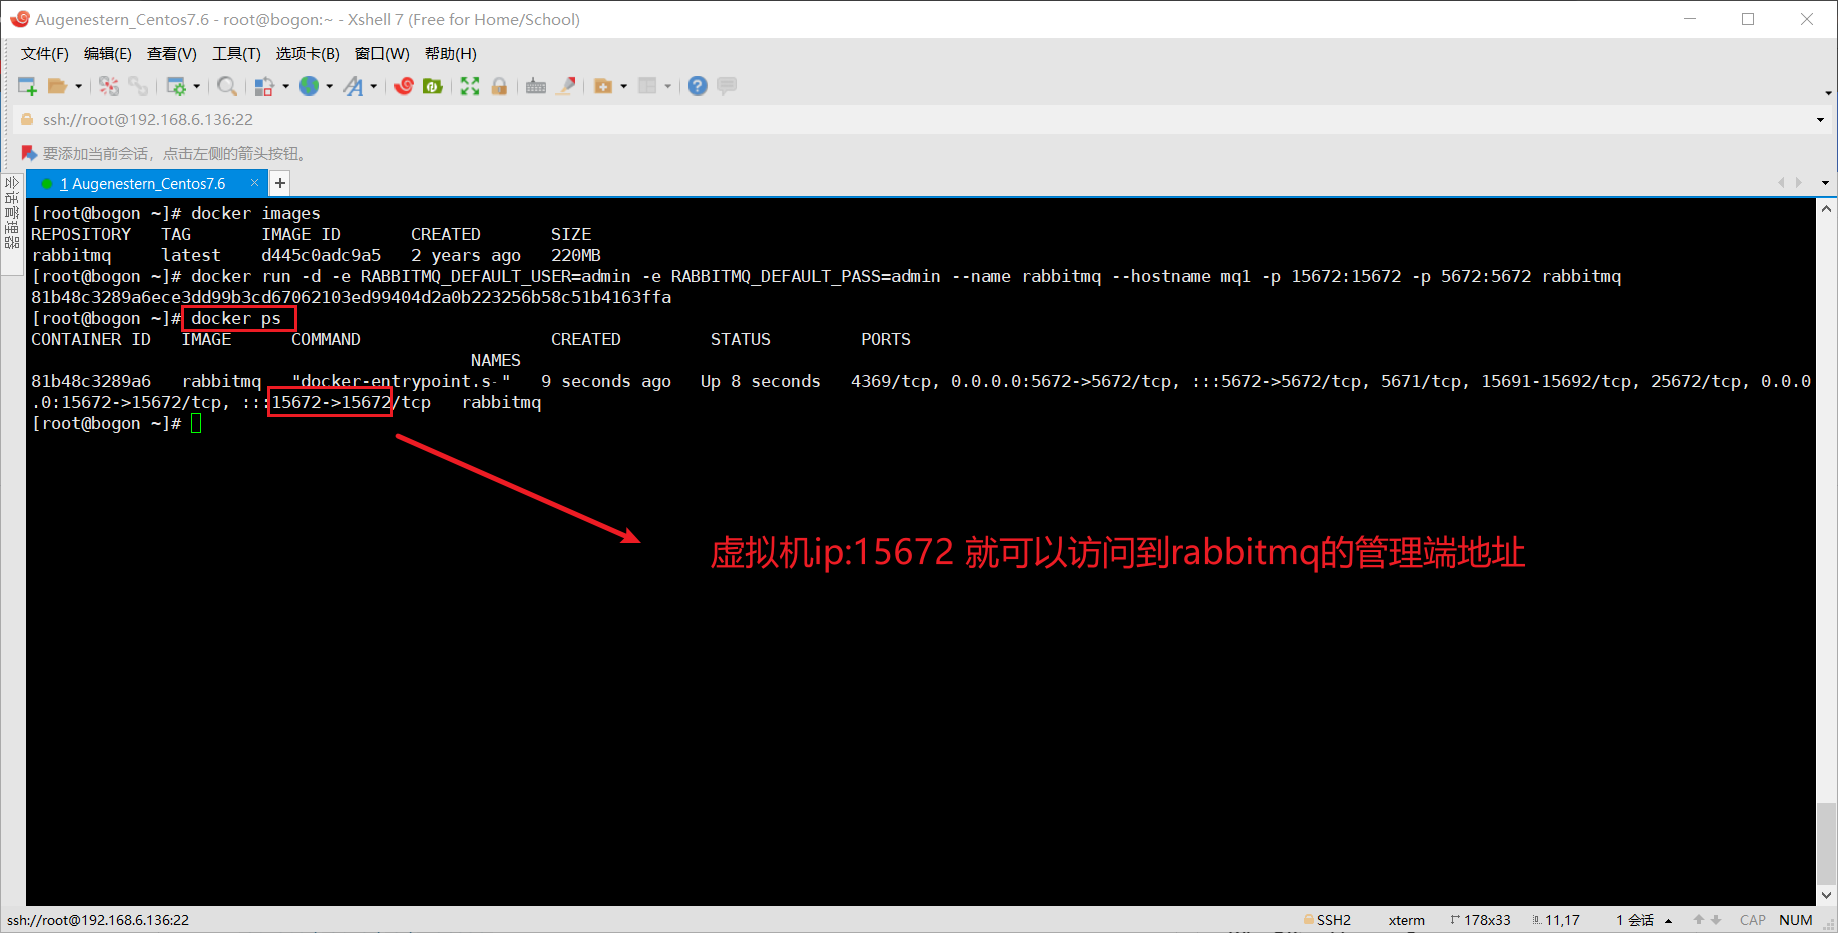 Augenestern_Centos7.6 - root@bogon:~ - Xshell 7 (Free for Home/School)
文件(F) 编辑(E) 查看(V) 工具(T) 选项卡(B) 窗口(W) 帮助(H)
ssh://root@192.168.6.136:22
要添加当前会话，点击左侧的箭头按钮。
会话管理器
1 Augenestern_Centos7.6 × +
[root@bogon ~]# docker images
REPOSITORY TAG IMAGE ID CREATED SIZE
rabbitmq latest d445c0adc9a5 2 years ago 220MB
[root@bogon ~]# docker run -d -e RABBITMQ_DEFAULT_USER=admin -e RABBITMQ_DEFAULT_PASS=admin --name rabbitmq --hostname mq1 -p 15672:15672 -p 5672:5672 rabbitmq
81b48c3289a6ece3dd99b3cd67062103ed99404d2a0b223256b58c51b4163ffa
[root@bogon ~]# docker ps
CONTAINER ID IMAGE COMMAND CREATED STATUS PORTS
NAMES
81b48c3289a6 rabbitmq "docker-entrypoint.s…" 9 seconds ago Up 8 seconds 4369/tcp, 0.0.0.0:5672->5672/tcp, :::5672->5672/tcp, 5671/tcp, 15691-15692/tcp, 25672/tcp, 0.0.0
.0:15672->15672/tcp, :::15672->15672/tcp rabbitmq
[root@bogon ~]#
虚拟机ip:15672 就可以访问到rabbitmq的管理端地址
ssh://root@192.168.6.136:22 SSH2 xterm 178x33 11,17 1 会话 CAP NUM